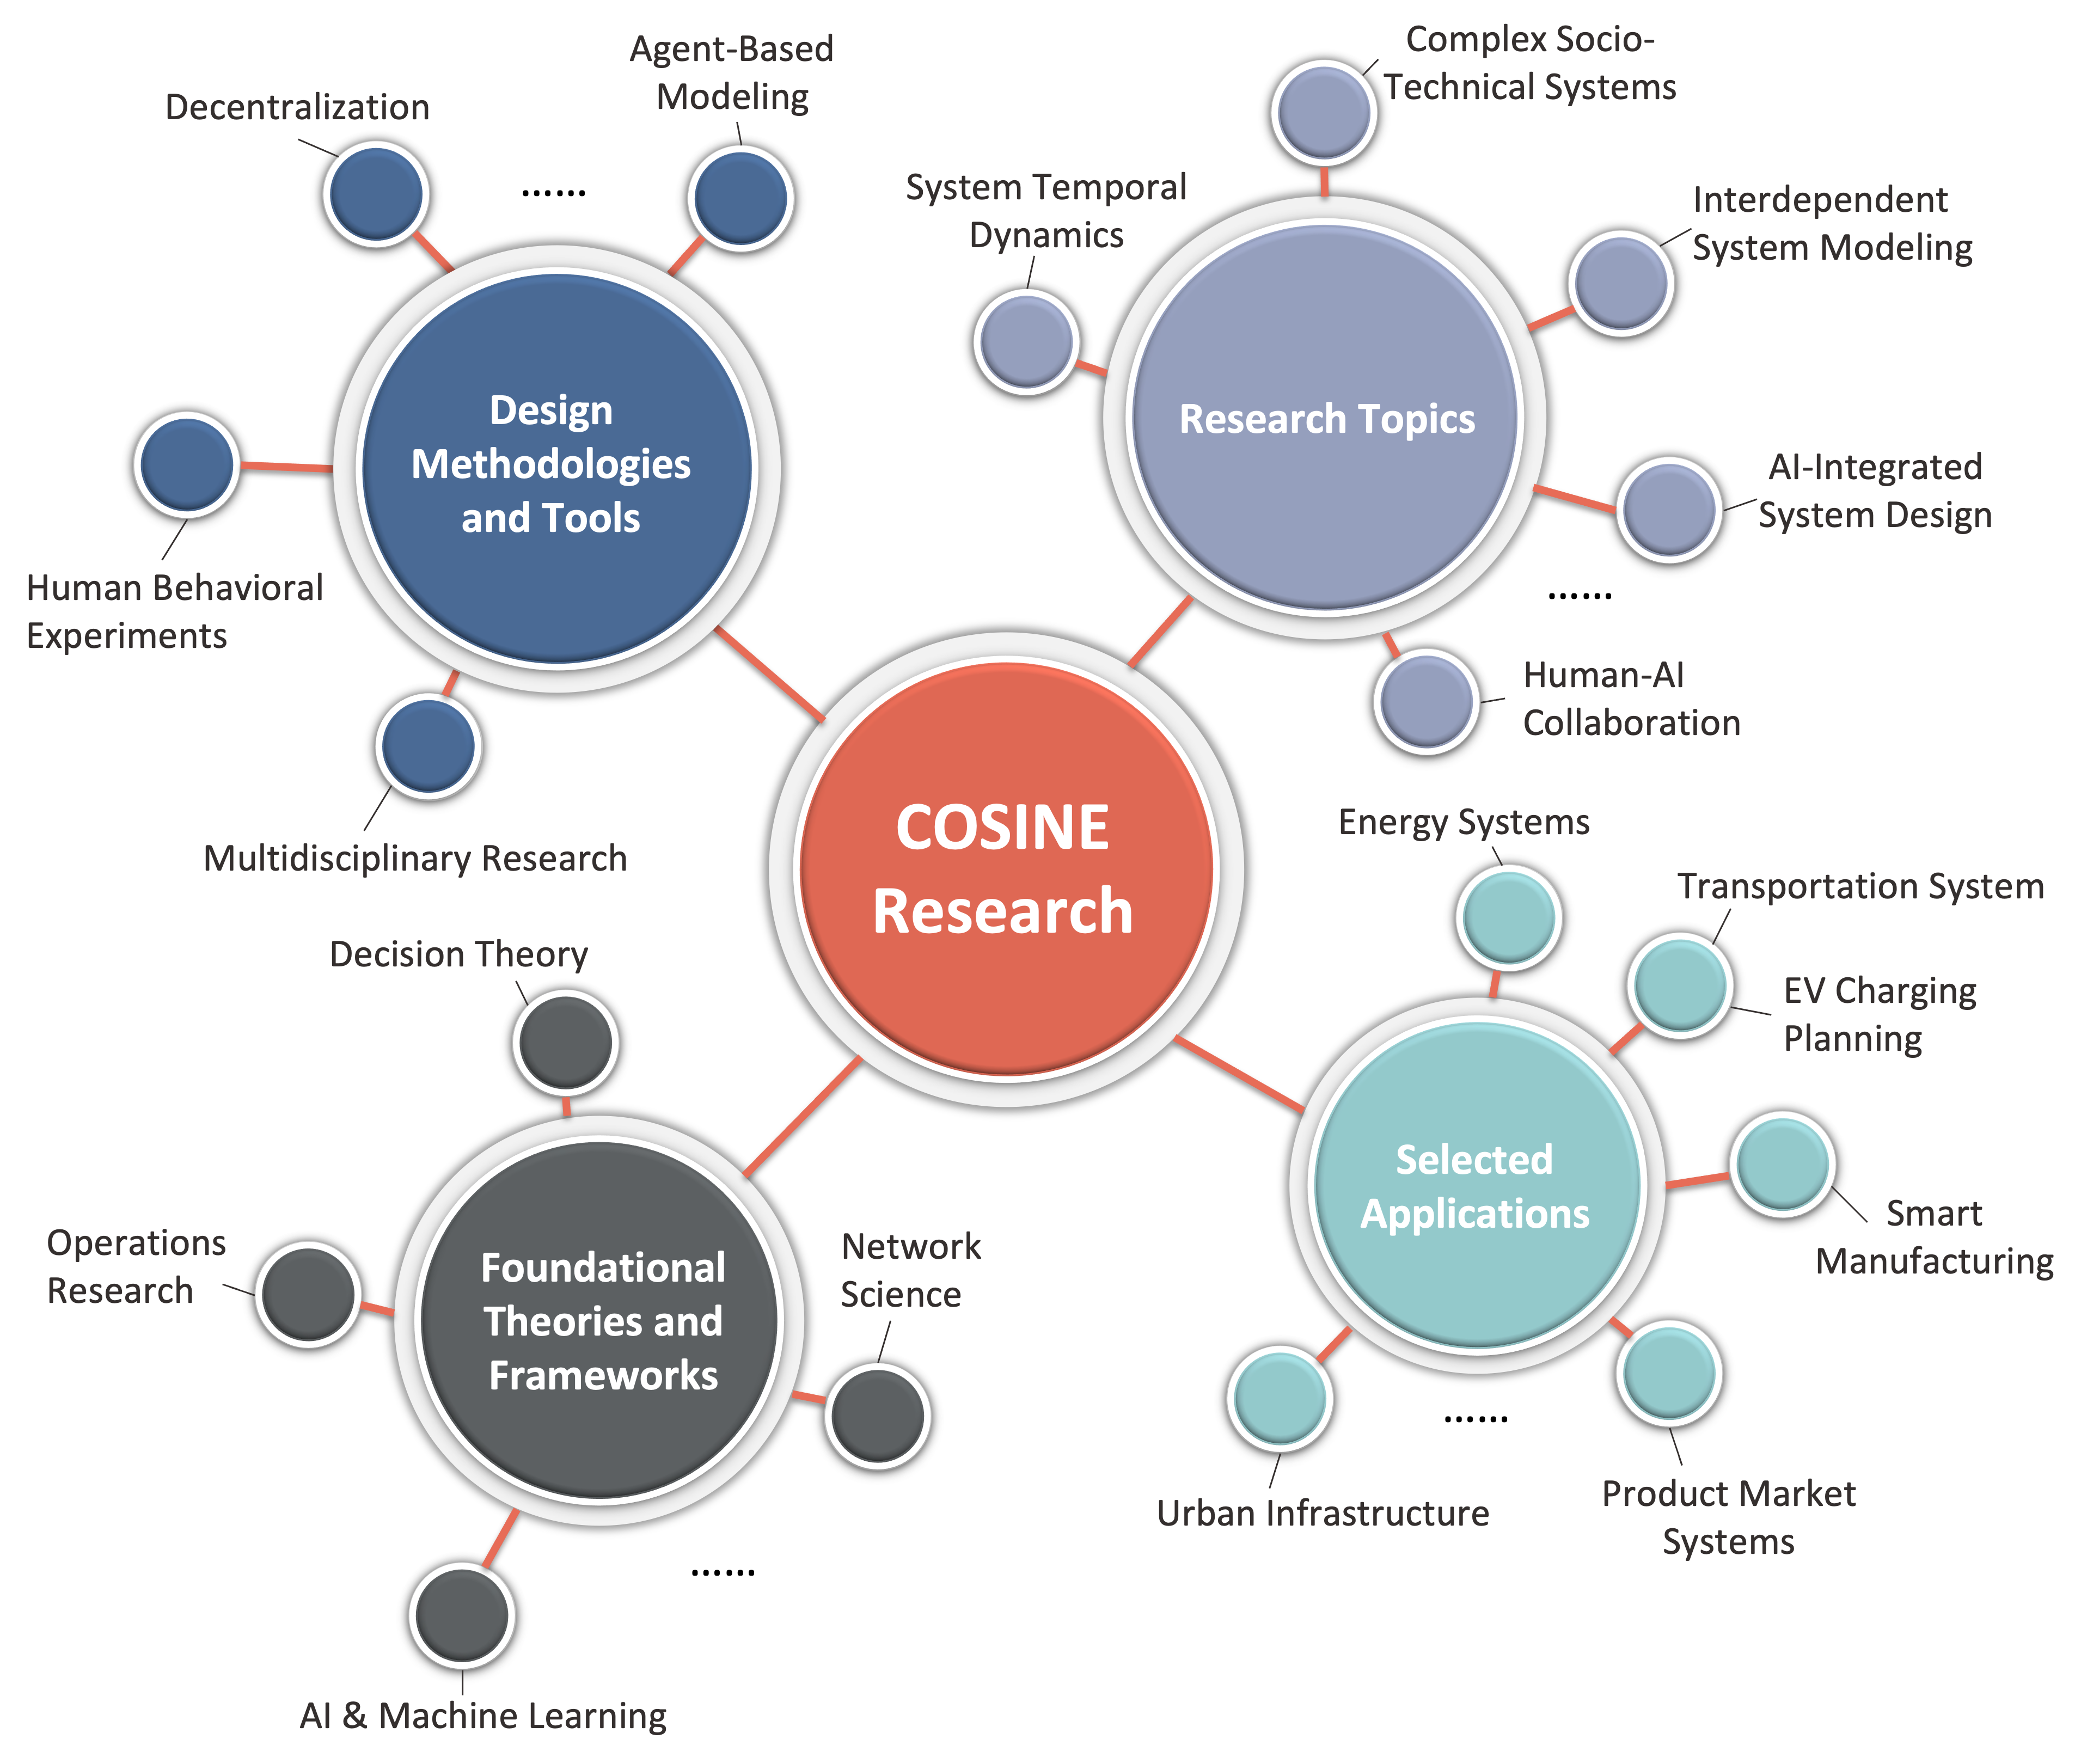 Agent-Based
Modeling
Decentralization
......
Design
Methodologies
and Tools
Human Behavioral
Experiments
Multidisciplinary Research
Complex Socio-
Technical Systems
System Temporal
Dynamics
Interdependent
System Modeling
Research Topics
AI-Integrated
System Design
......
Human-AI
Collaboration
COSINE
Research
Energy Systems
Transportation System
EV Charging
Planning
Selected
Applications
Smart
Manufacturing
Product Market
Systems
......
Urban Infrastructure
Decision Theory
Operations
Research
Foundational
Theories and
Frameworks
Network
Science
......
AI & Machine Learning